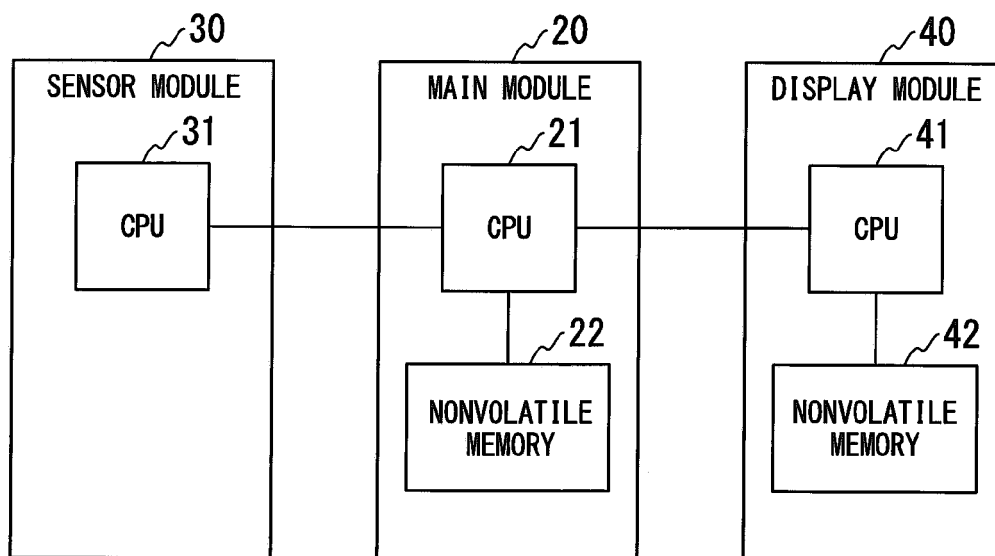 30
20
40
SENSOR MODULE
MAIN MODULE
DISPLAY MODULE
31
21
41
CPU
CPU
CPU
22
42
NONVOLATILE
MEMORY
NONVOLATILE
MEMORY